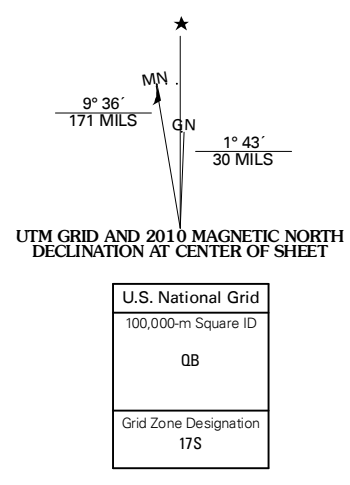 ★
MN
9° 36´
171 MILS
GN
1° 43´
30 MILS
UTM GRID AND 2010 MAGNETIC NORTH
DECLINATION AT CENTER OF SHEET
U.S. National Grid
100,000-m Square ID
QB
Grid Zone Designation
17S